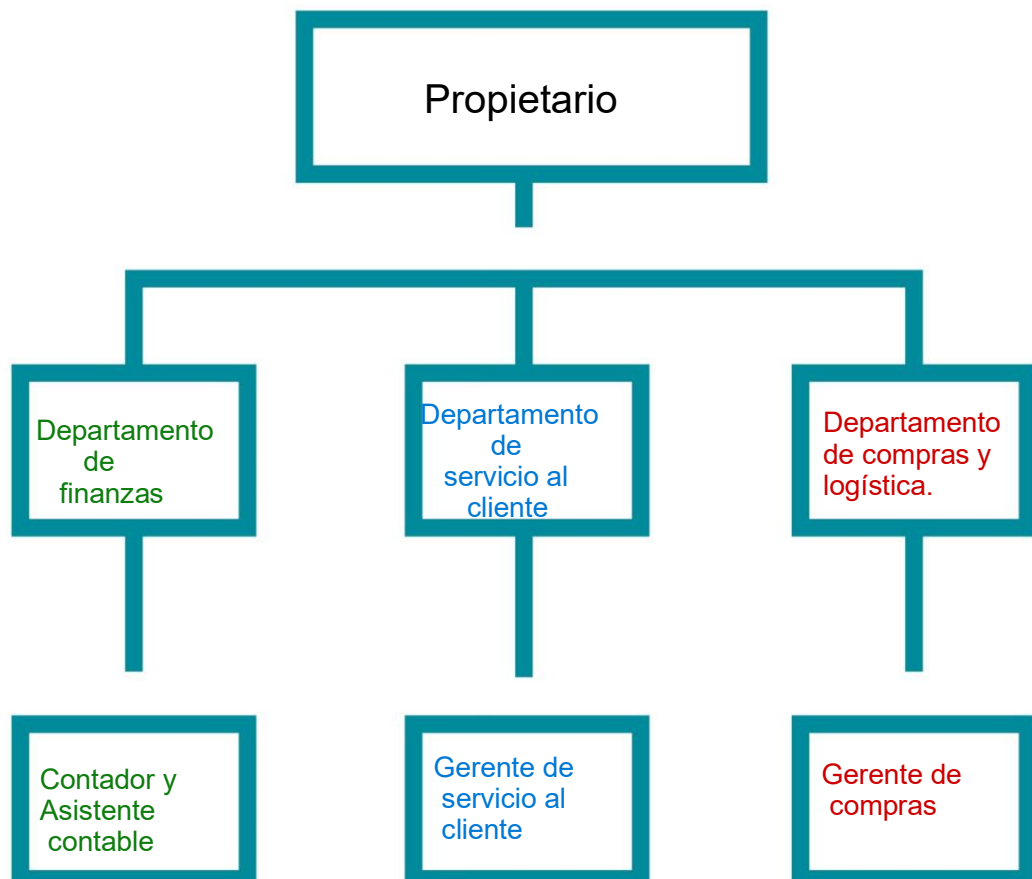 Propietario
Departamento
de
finanzas
Departamento
de
servicio al
cliente
Departamento
de compras y
logística.
Contador y
Asistente
contable
Gerente de
servicio al
cliente
Gerente de
compras